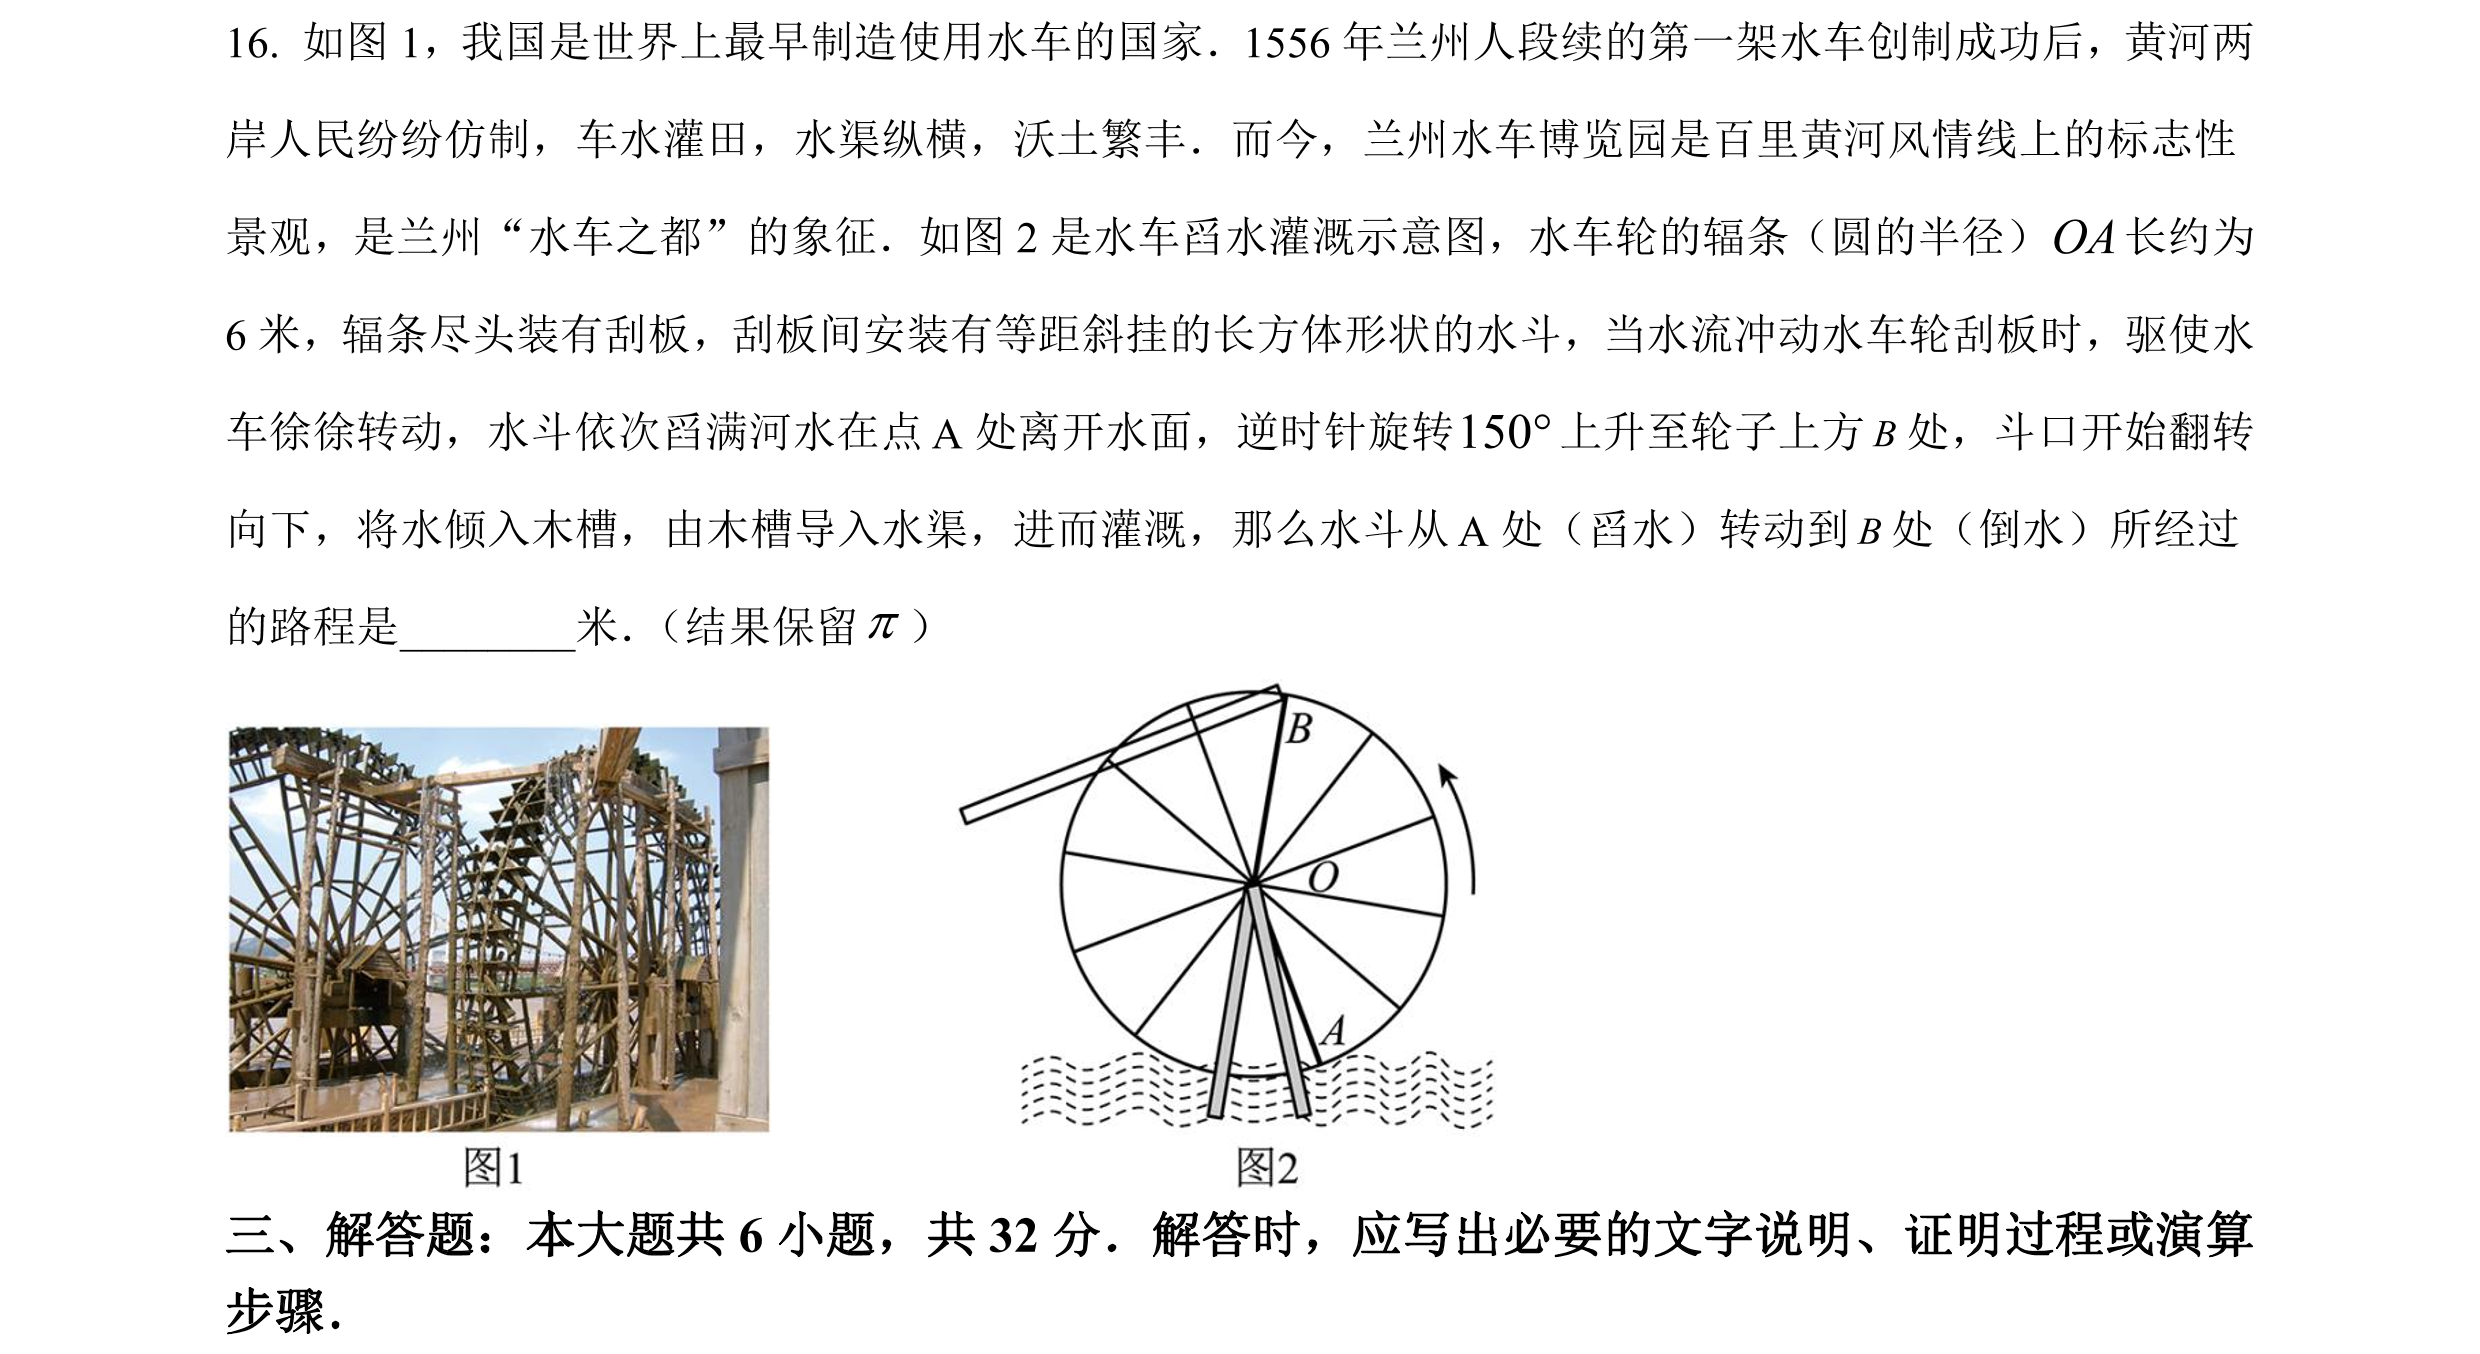 16. 如图 1，我国是世界上最早制造使用水车的国家．1556 年兰州人段续的第一架水车创制成功后，黄河两
岸人民纷纷仿制，车水灌田，水渠纵横，沃土繁丰．而今，兰州水车博览园是百里黄河风情线上的标志性
景观，是兰州“水车之都”的象征．如图 2 是水车舀水灌溉示意图，水车轮的辐条（圆的半径）OA 长约为
6 米，辐条尽头装有刮板，刮板间安装有等距斜挂的长方体形状的水斗，当水流冲动水车轮刮板时，驱使水
车徐徐转动，水斗依次舀满河水在点 A 处离开水面，逆时针旋转150° 上升至轮子上方 B 处，斗口开始翻转
向下，将水倾入木槽，由木槽导入水渠，进而灌溉，那么水斗从 A 处（舀水）转动到 B 处（倒水）所经过
的路程是________米．（结果保留 π ）
B
O
A
图1
图2
三、解答题：本大题共 6 小题，共 32 分．解答时，应写出必要的文字说明、证明过程或演算
步骤．